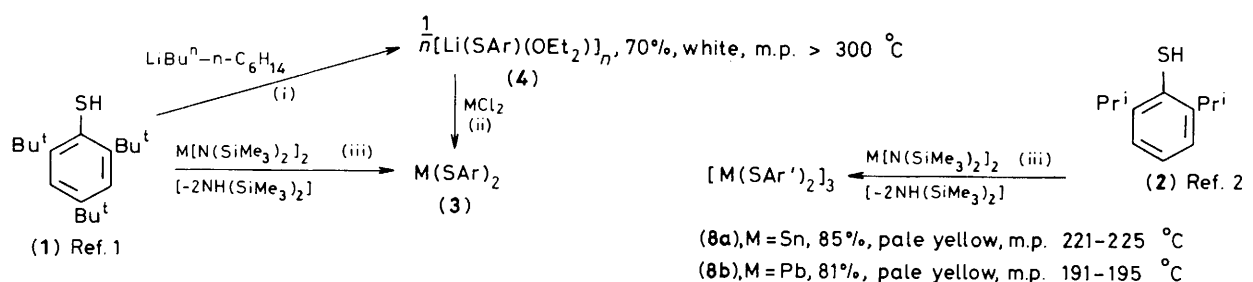 1/n[Li(SAr)(OEt₂)]ₙ, 70%, white, m.p. > 300 °C
(4)
LiBuⁿ–n-C₆H₁₄
(i)
MCl₂
(ii)
SH
Buᵗ
Buᵗ
Buᵗ
(1) Ref. 1
M[N(SiMe₃)₂]₂ (iii)
[-2NH(SiMe₃)₂]
M(SAr)₂
(3)
SH
Prⁱ
Prⁱ
(2) Ref. 2
M[N(SiMe₃)₂]₂ (iii)
[-2NH(SiMe₃)₂]
[M(SAr′)₂]₃
(8a), M = Sn, 85%, pale yellow, m.p. 221–225 °C
(8b), M = Pb, 81%, pale yellow, m.p. 191–195 °C